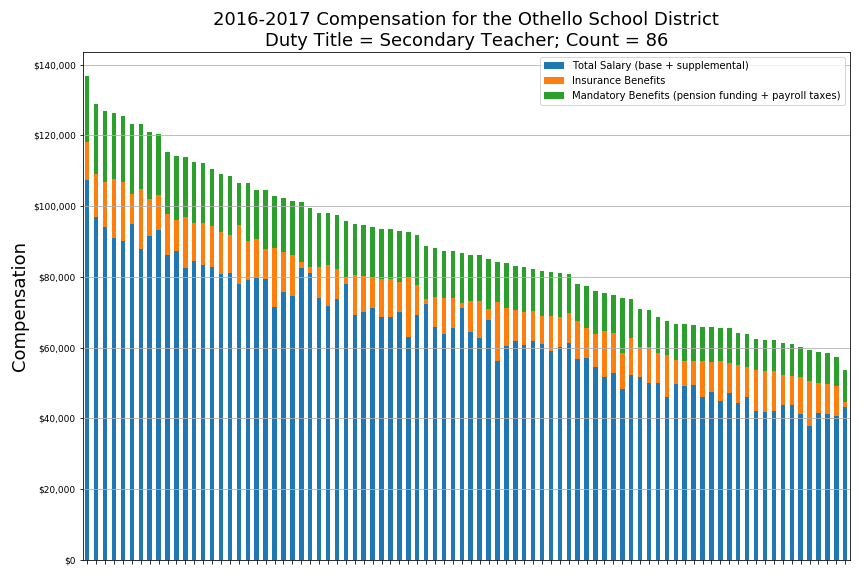 2016-2017 Compensation for the Othello School District
Duty Title = Secondary Teacher; Count = 86
Total Salary (base + supplemental)
Insurance Benefits
Mandatory Benefits (pension funding + payroll taxes)
Compensation
$140,000
$120,000
$100,000
$80,000
$60,000
$40,000
$20,000
$0